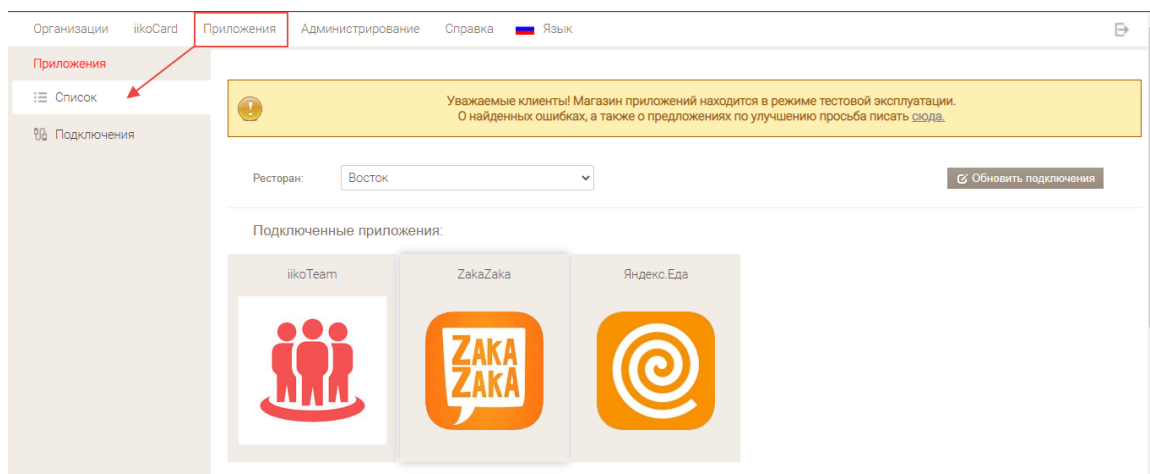 Организации iikoCard Приложения Администрирование Справка Язык
Приложения
Список
Подключения
Уважаемые клиенты! Магазин приложений находится в режиме тестовой эксплуатации.
О найденных ошибках, а также о предложениях по улучшению просьба писать сюда.
Ресторан: Восток Обновить подключения
Подключенные приложения:
iikoTeam ZakaZaka Яндекс.Еда
ZAKA
ZAKA